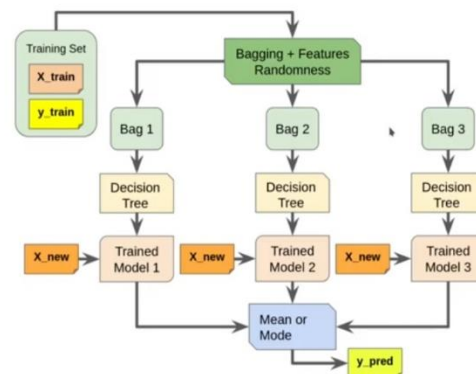 Training Set
X_train
y_train
Bagging + Features
Randomness
Bag 1
Bag 2
Bag 3
Decision
Tree
Decision
Tree
Decision
Tree
X_new
Trained
Model 1
X_new
Trained
Model 2
X_new
Trained
Model 3
Mean or
Mode
y_pred